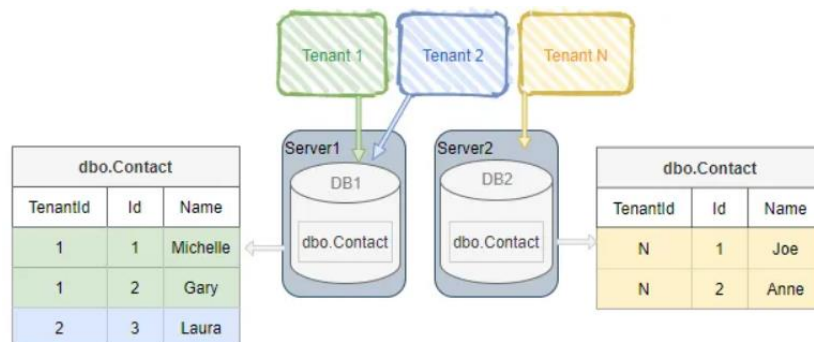 Tenant 1 Tenant 2 Tenant N
Server1 Server2
dbo.Contact
TenantId Id Name
1 1 Michelle
1 2 Gary
2 3 Laura
DB1
dbo.Contact
DB2
dbo.Contact
dbo.Contact
TenantId Id Name
N 1 Joe
N 2 Anne